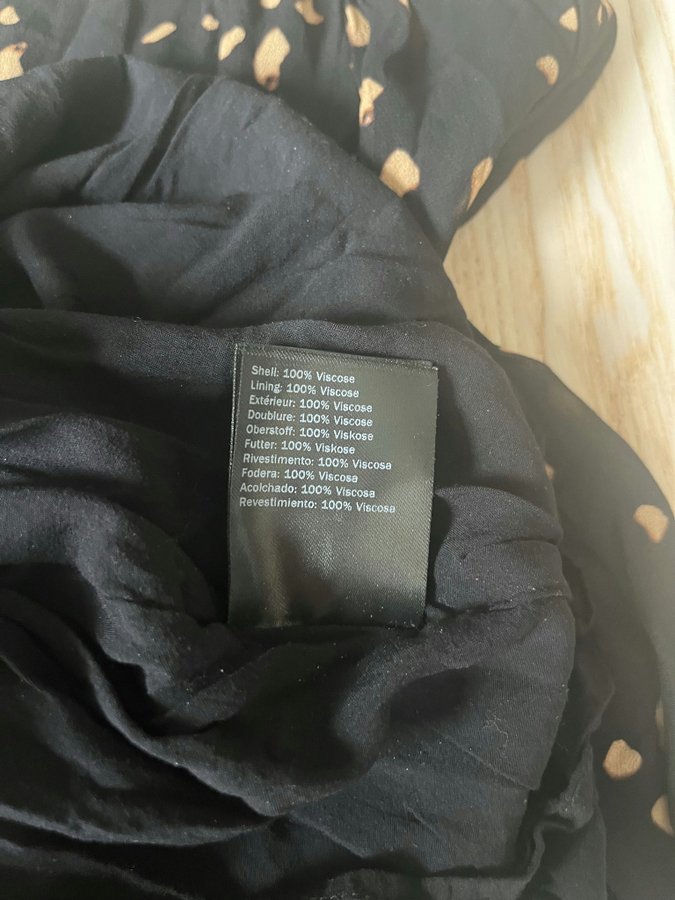 Shell: 100% Viscose
Lining: 100% Viscose
Extérieur: 100% Viscose
Doublure: 100% Viscose
Oberstoff: 100% Viskose
Futter: 100% Viskose
Rivestimento: 100% Viscosa
Fodera: 100% Viscosa
Acolchado: 100% Viscosa
Revestimiento: 100% Viscosa